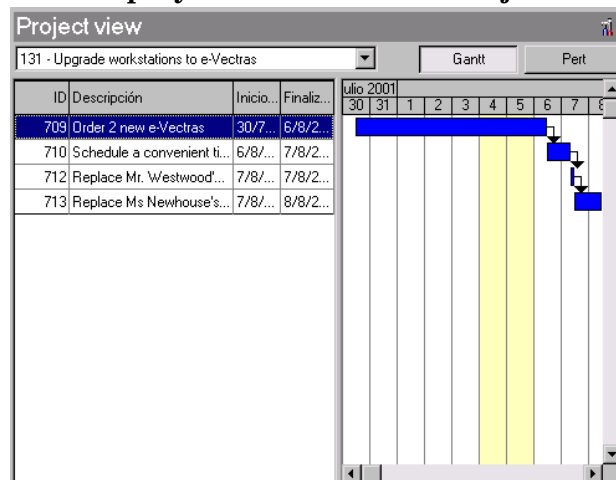 Project view
131 - Upgrade workstations to e-Vectras
Gantt
Pert
ID Descripción Inicio... Finaliz...
709 Order 2 new e-Vectras 30/7... 6/8/2...
710 Schedule a convenient ti... 6/8/... 7/8/2...
712 Replace Mr. Westwood'... 7/8/... 7/8/2...
713 Replace Ms Newhouse's... 7/8/... 8/8/2...
ulio 2001
30 31 1 2 3 4 5 6 7 8